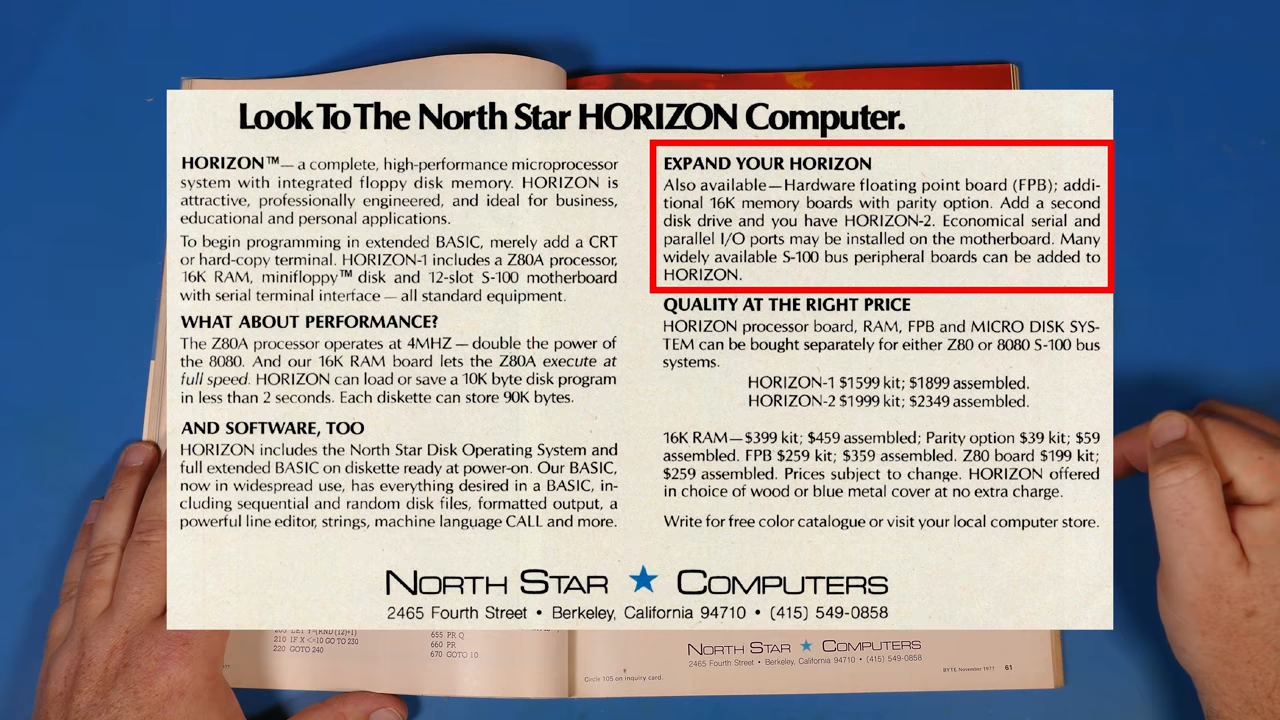 Look To The North Star HORIZON Computer.
HORIZON™— a complete, high-performance microprocessor
system with integrated floppy disk memory. HORIZON is
attractive, professionally engineered, and ideal for business,
educational and personal applications.
To begin programming in extended BASIC, merely add a CRT
or hard-copy terminal. HORIZON-1 includes a Z80A processor,
16K RAM, minifloppy™ disk and 12-slot S-100 motherboard
with serial terminal interface — all standard equipment.
WHAT ABOUT PERFORMANCE?
The Z80A processor operates at 4MHZ — double the power of
the 8080. And our 16K RAM board lets the Z80A execute at
full speed. HORIZON can load or save a 10K byte disk program
in less than 2 seconds. Each diskette can store 90K bytes.
AND SOFTWARE, TOO
HORIZON includes the North Star Disk Operating System and
full extended BASIC on diskette ready at power-on. Our BASIC,
now in widespread use, has everything desired in a BASIC, in-
cluding sequential and random disk files, formatted output, a
powerful line editor, strings, machine language CALL and more.
EXPAND YOUR HORIZON
Also available—Hardware floating point board (FPB); addi-
tional 16K memory boards with parity option. Add a second
disk drive and you have HORIZON-2. Economical serial and
parallel I/O ports may be installed on the motherboard. Many
widely available S-100 bus peripheral boards can be added to
HORIZON.
QUALITY AT THE RIGHT PRICE
HORIZON processor board, RAM, FPB and MICRO DISK SYS-
TEM can be bought separately for either Z80 or 8080 S-100 bus
systems.
HORIZON-1 $1599 kit; $1899 assembled.
HORIZON-2 $1999 kit; $2349 assembled.
16K RAM—$399 kit; $459 assembled; Parity option $39 kit; $59
assembled. FPB $259 kit; $359 assembled. Z80 board $199 kit;
$259 assembled. Prices subject to change. HORIZON offered
in choice of wood or blue metal cover at no extra charge.
Write for free color catalogue or visit your local computer store.
NORTH STAR ★ COMPUTERS
2465 Fourth Street • Berkeley, California 94710 • (415) 549-0858
210 IF X <=10 GO TO 230
220 GOTO 240
655 PR Q
660 PR
670 GOTO 10
NORTH STAR ★ COMPUTERS
2465 Fourth Street • Berkeley, California 94710 • (415) 549-0858
Circle 105 on inquiry card.
BYTE November 1977 61